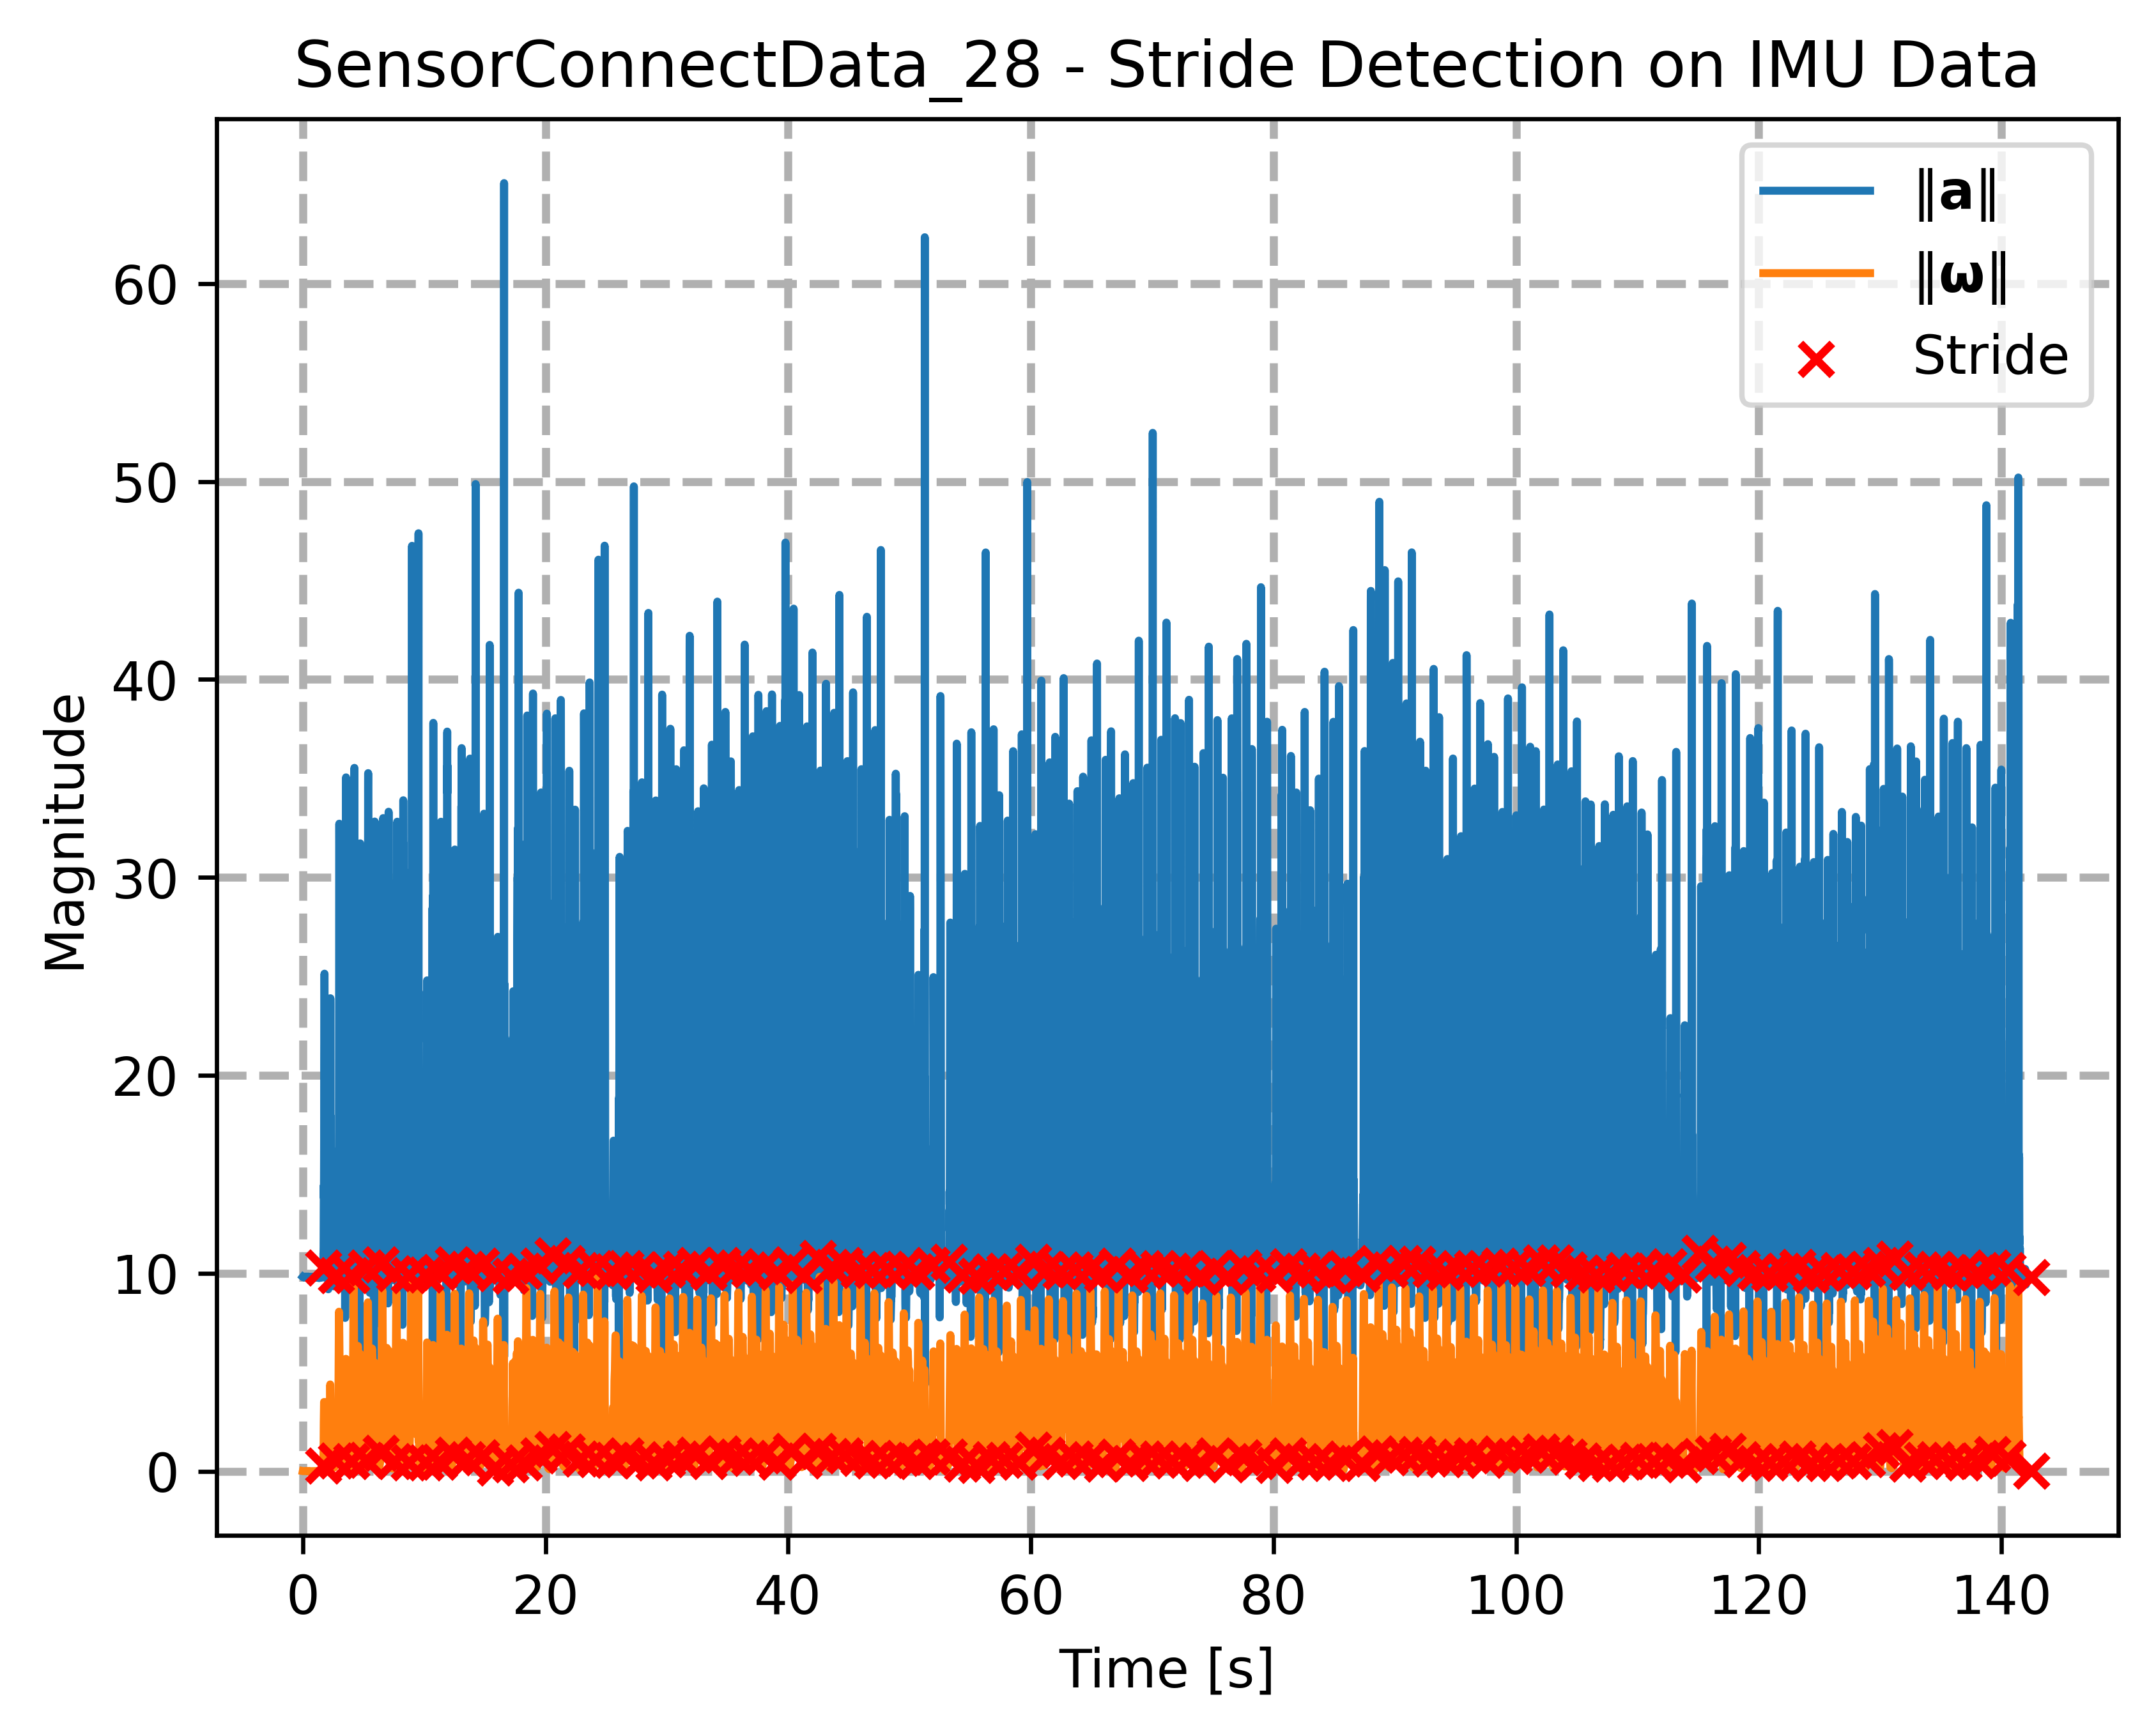 SensorConnectData_28 - Stride Detection on IMU Data
‖a‖
‖ω‖
Stride
Magnitude
60
50
40
30
20
10
0
0 20 40 60 80 100 120 140
Time [s]